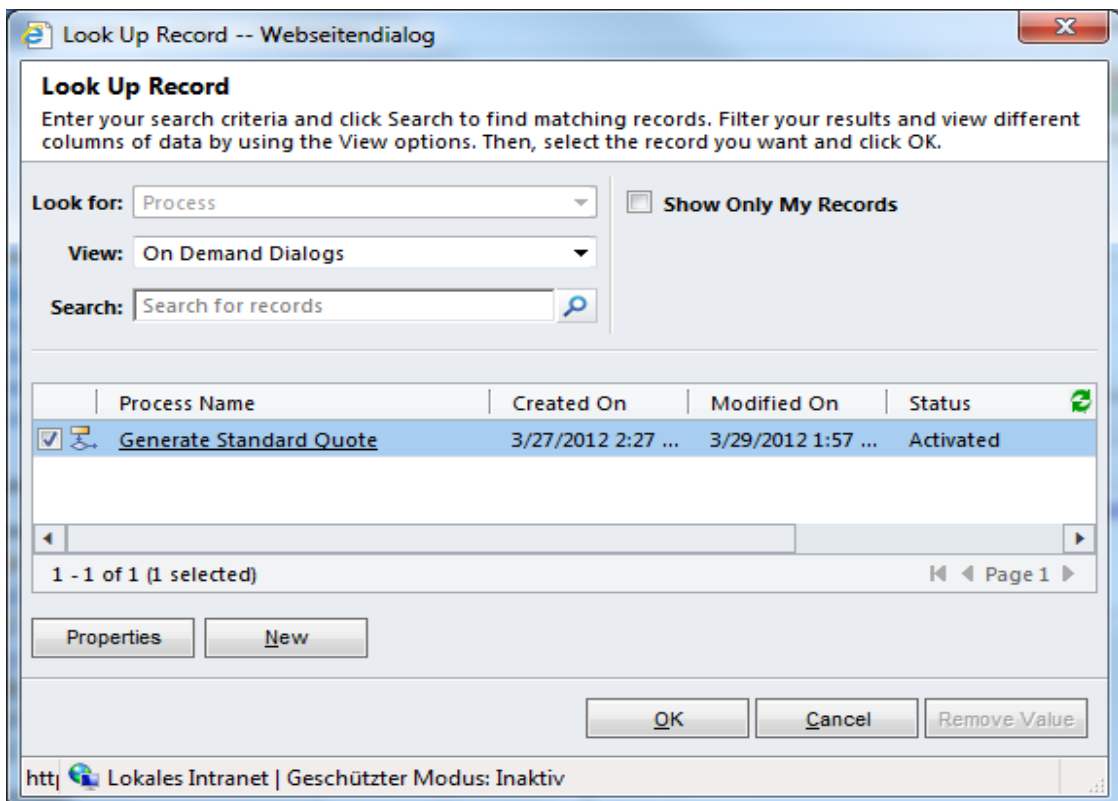 Look Up Record -- Webseitendialog
Look Up Record
Enter your search criteria and click Search to find matching records. Filter your results and view different
columns of data by using the View options. Then, select the record you want and click OK.
Look for: Process
Show Only My Records
View: On Demand Dialogs
Search: Search for records
Process Name Created On Modified On Status
Generate Standard Quote 3/27/2012 2:27 ... 3/29/2012 1:57 ... Activated
1 - 1 of 1 (1 selected) Page 1
Properties New
OK Cancel Remove Value
htt Lokales Intranet | Geschützter Modus: Inaktiv